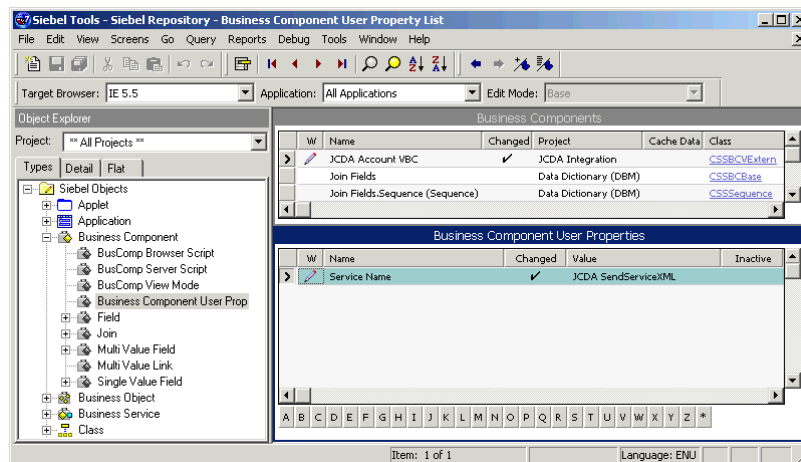 Siebel Tools - Siebel Repository - Business Component User Property List
File Edit View Screens Go Query Reports Debug Tools Window Help
Target Browser: IE 5.5 Application: All Applications Edit Mode: Base
Object Explorer
Project: ** All Projects **
Types Detail Flat
Siebel Objects
Applet
Application
Business Component
BusComp Browser Script
BusComp Server Script
BusComp View Mode
Business Component User Prop
Field
Join
Multi Value Field
Multi Value Link
Single Value Field
Business Object
Business Service
Class
Business Components
W Name Changed Project Cache Data Class
JCDA Account VBC ✓ JCDA Integration CSSBCVExtern
Join Fields Data Dictionary (DBM) CSSBCBase
Join Fields.Sequence (Sequence) Data Dictionary (DBM) CSSSequence
Business Component User Properties
W Name Changed Value Inactive
Service Name ✓ JCDA SendServiceXML
A B C D E F G H I J K L M N O P Q R S T U V W X Y Z *
Item: 1 of 1 Language: ENU